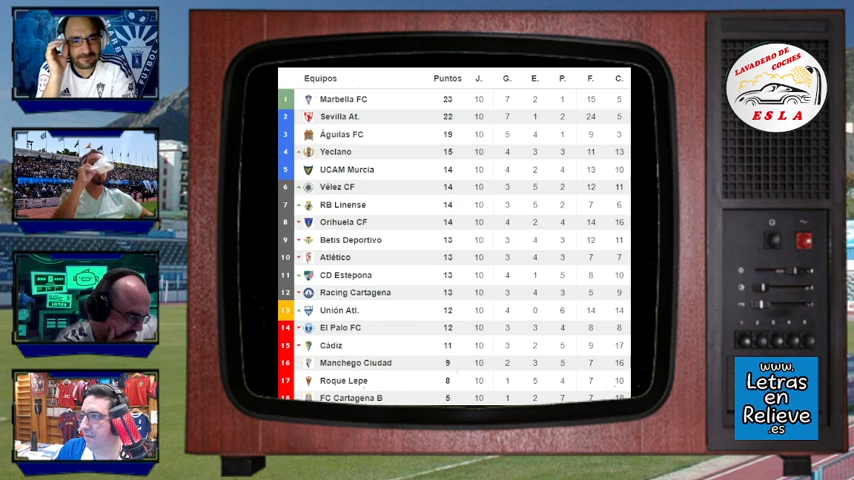 Equipos Puntos J. G. E. P. F. C.
1 Marbella FC 23 10 7 2 1 15 5
2 Sevilla At. 22 10 7 1 2 24 5
3 Águilas FC 19 10 5 4 1 9 3
4 Yeclano 15 10 4 3 3 11 13
5 UCAM Murcia 14 10 4 2 4 13 10
6 Vélez CF 14 10 3 5 2 12 11
7 RB Linense 14 10 3 5 2 7 6
8 Orihuela CF 14 10 4 2 4 14 16
9 Betis Deportivo 13 10 3 4 3 12 11
10 Atlético 13 10 3 4 3 7 7
11 CD Estepona 13 10 4 1 5 8 10
12 Racing Cartagena 13 10 3 4 3 5 9
13 Unión Atl. 12 10 4 0 6 14 14
14 El Palo FC 12 10 3 3 4 8 8
15 Cádiz 11 10 3 2 5 9 17
16 Manchego Ciudad 9 10 2 3 5 7 16
17 Roque Lepe 8 10 1 5 4 7 10
18 FC Cartagena B 5 10 1 2 7 7 18
LAVADERO DE
COCHES
ESLA
www.
Letras
en
Relieve
.es